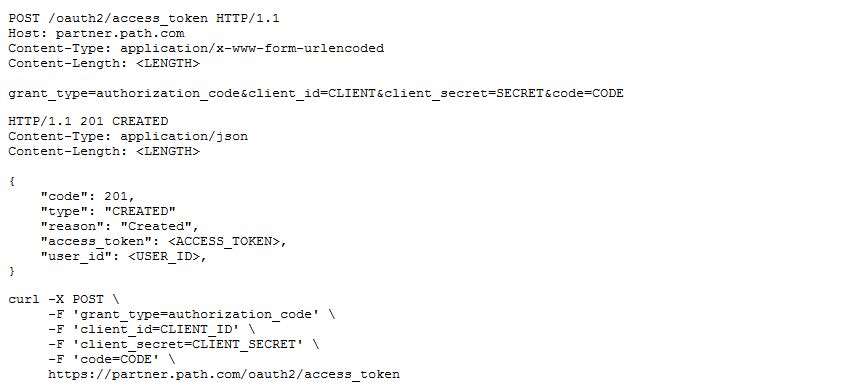 POST /oauth2/access_token HTTP/1.1
Host: partner.path.com
Content-Type: application/x-www-form-urlencoded
Content-Length: <LENGTH>

grant_type=authorization_code&client_id=CLIENT&client_secret=SECRET&code=CODE

HTTP/1.1 201 CREATED
Content-Type: application/json
Content-Length: <LENGTH>

{
    "code": 201,
    "type": "CREATED"
    "reason": "Created",
    "access_token": <ACCESS_TOKEN>,
    "user_id": <USER_ID>,
}

curl -X POST \
     -F 'grant_type=authorization_code' \
     -F 'client_id=CLIENT_ID' \
     -F 'client_secret=CLIENT_SECRET' \
     -F 'code=CODE' \
     https://partner.path.com/oauth2/access_token